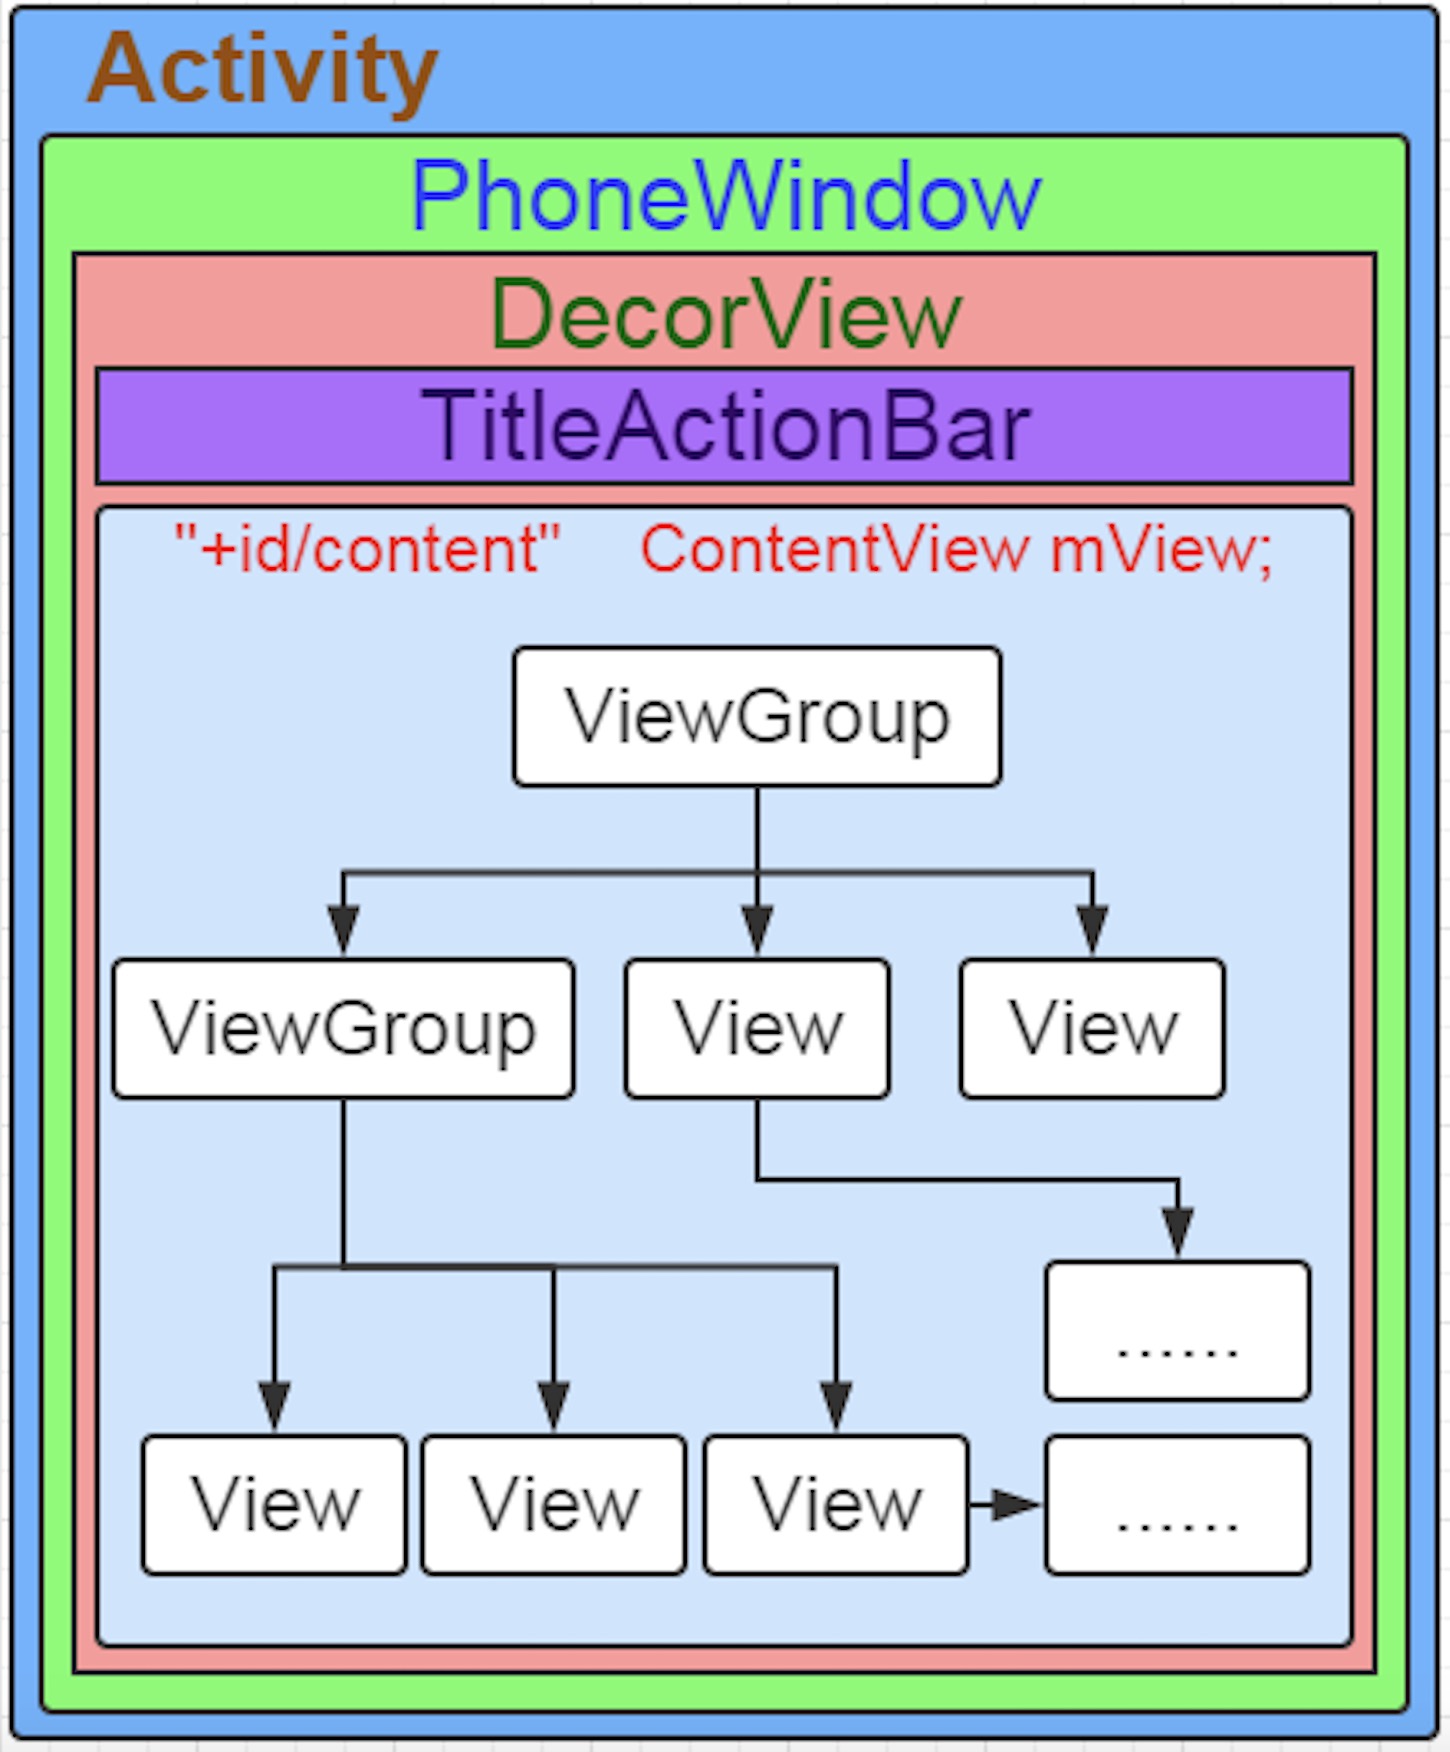 Activity
PhoneWindow
DecorView
TitleActionBar
"+id/content" ContentView mView;
ViewGroup
ViewGroup View View
......
View View View ......